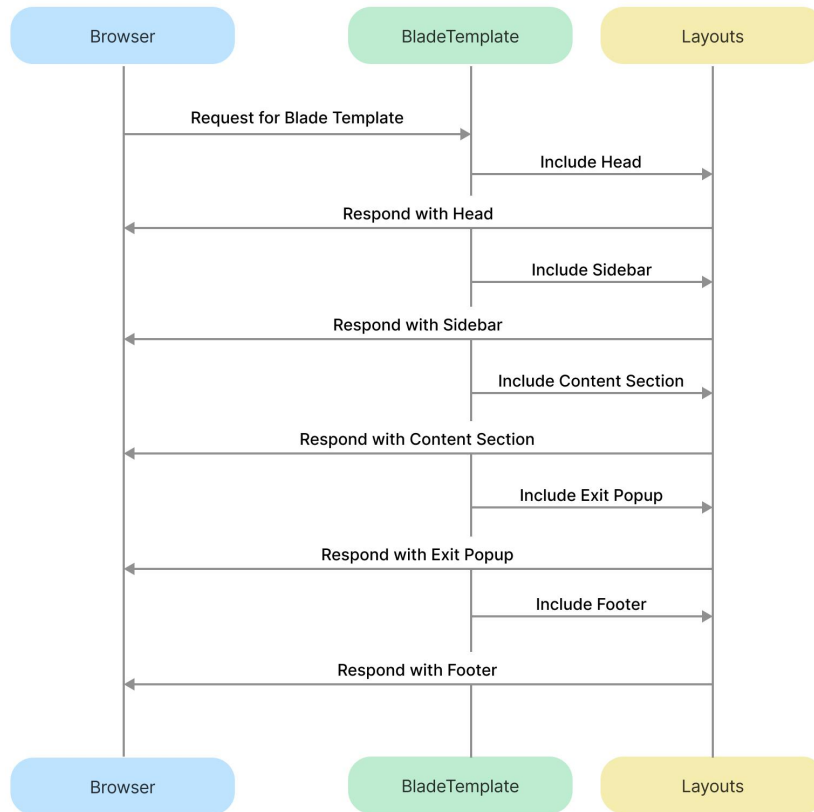 Browser
BladeTemplate
Layouts
Request for Blade Template
Include Head
Respond with Head
Include Sidebar
Respond with Sidebar
Include Content Section
Respond with Content Section
Include Exit Popup
Respond with Exit Popup
Include Footer
Respond with Footer
Browser
BladeTemplate
Layouts